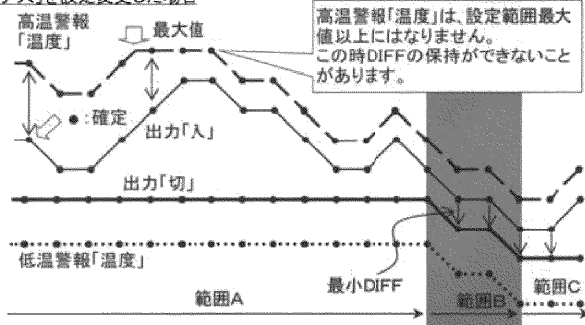 高温警報
「温度」
最大値
高温警報「温度」は、設定範囲最大
値以上にはなりません。
この時DIFFの保持ができないこと
があります。
●:確定
出力「入」
出力「切」
低温警報「温度」
最小DIFF
範囲A
範囲B
範囲C